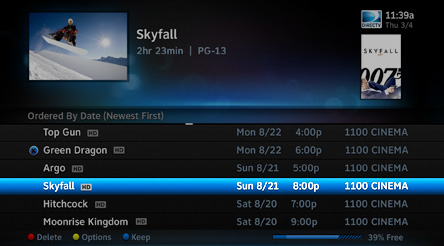 DIRECTV
11:39a
Thu 3/4
Skyfall
2hr 23min | PG-13
SKYFALL
007
Ordered By Date (Newest First)
Top Gun HD Mon 8/22 4:00p 1100 CINEMA
Green Dragon HD Mon 8/22 6:00p 1100 CINEMA
Argo HD Sun 8/21 5:00p 1100 CINEMA
Skyfall HD Sun 8/21 8:00p 1100 CINEMA
Hitchcock HD Sat 8/20 7:00p 1100 CINEMA
Moonrise Kingdom HD Sat 8/20 9:00p 1100 CINEMA
Delete Options Keep 39% Free